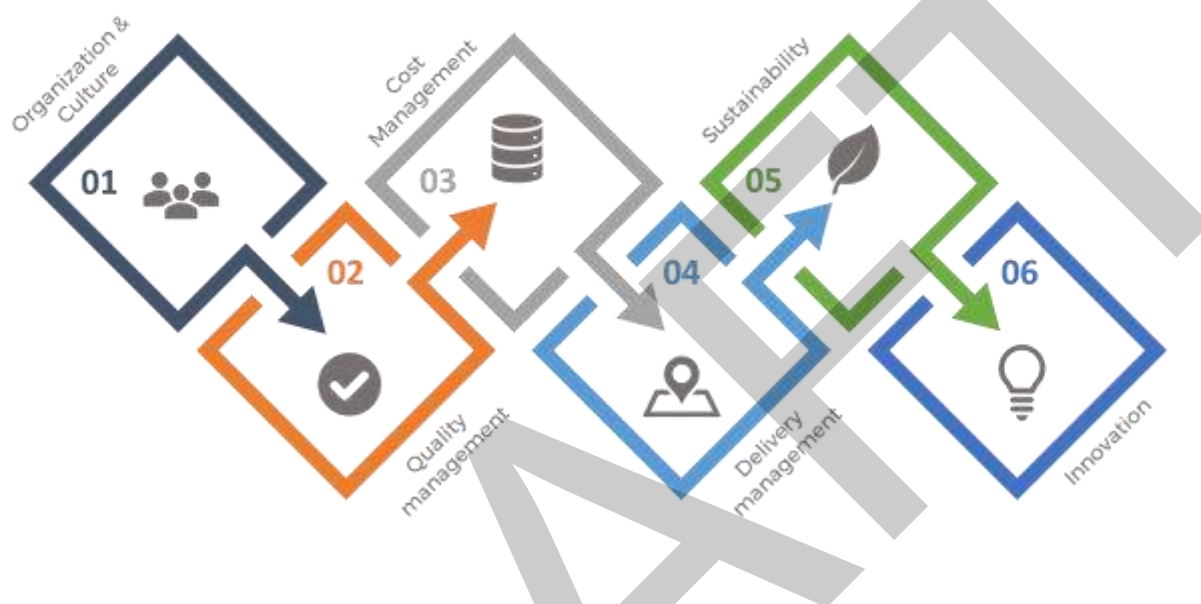 Organization &
Culture
01
02
Quality
management
Cost
Management
03
04
Delivery
management
Sustainability
05
06
Innovation